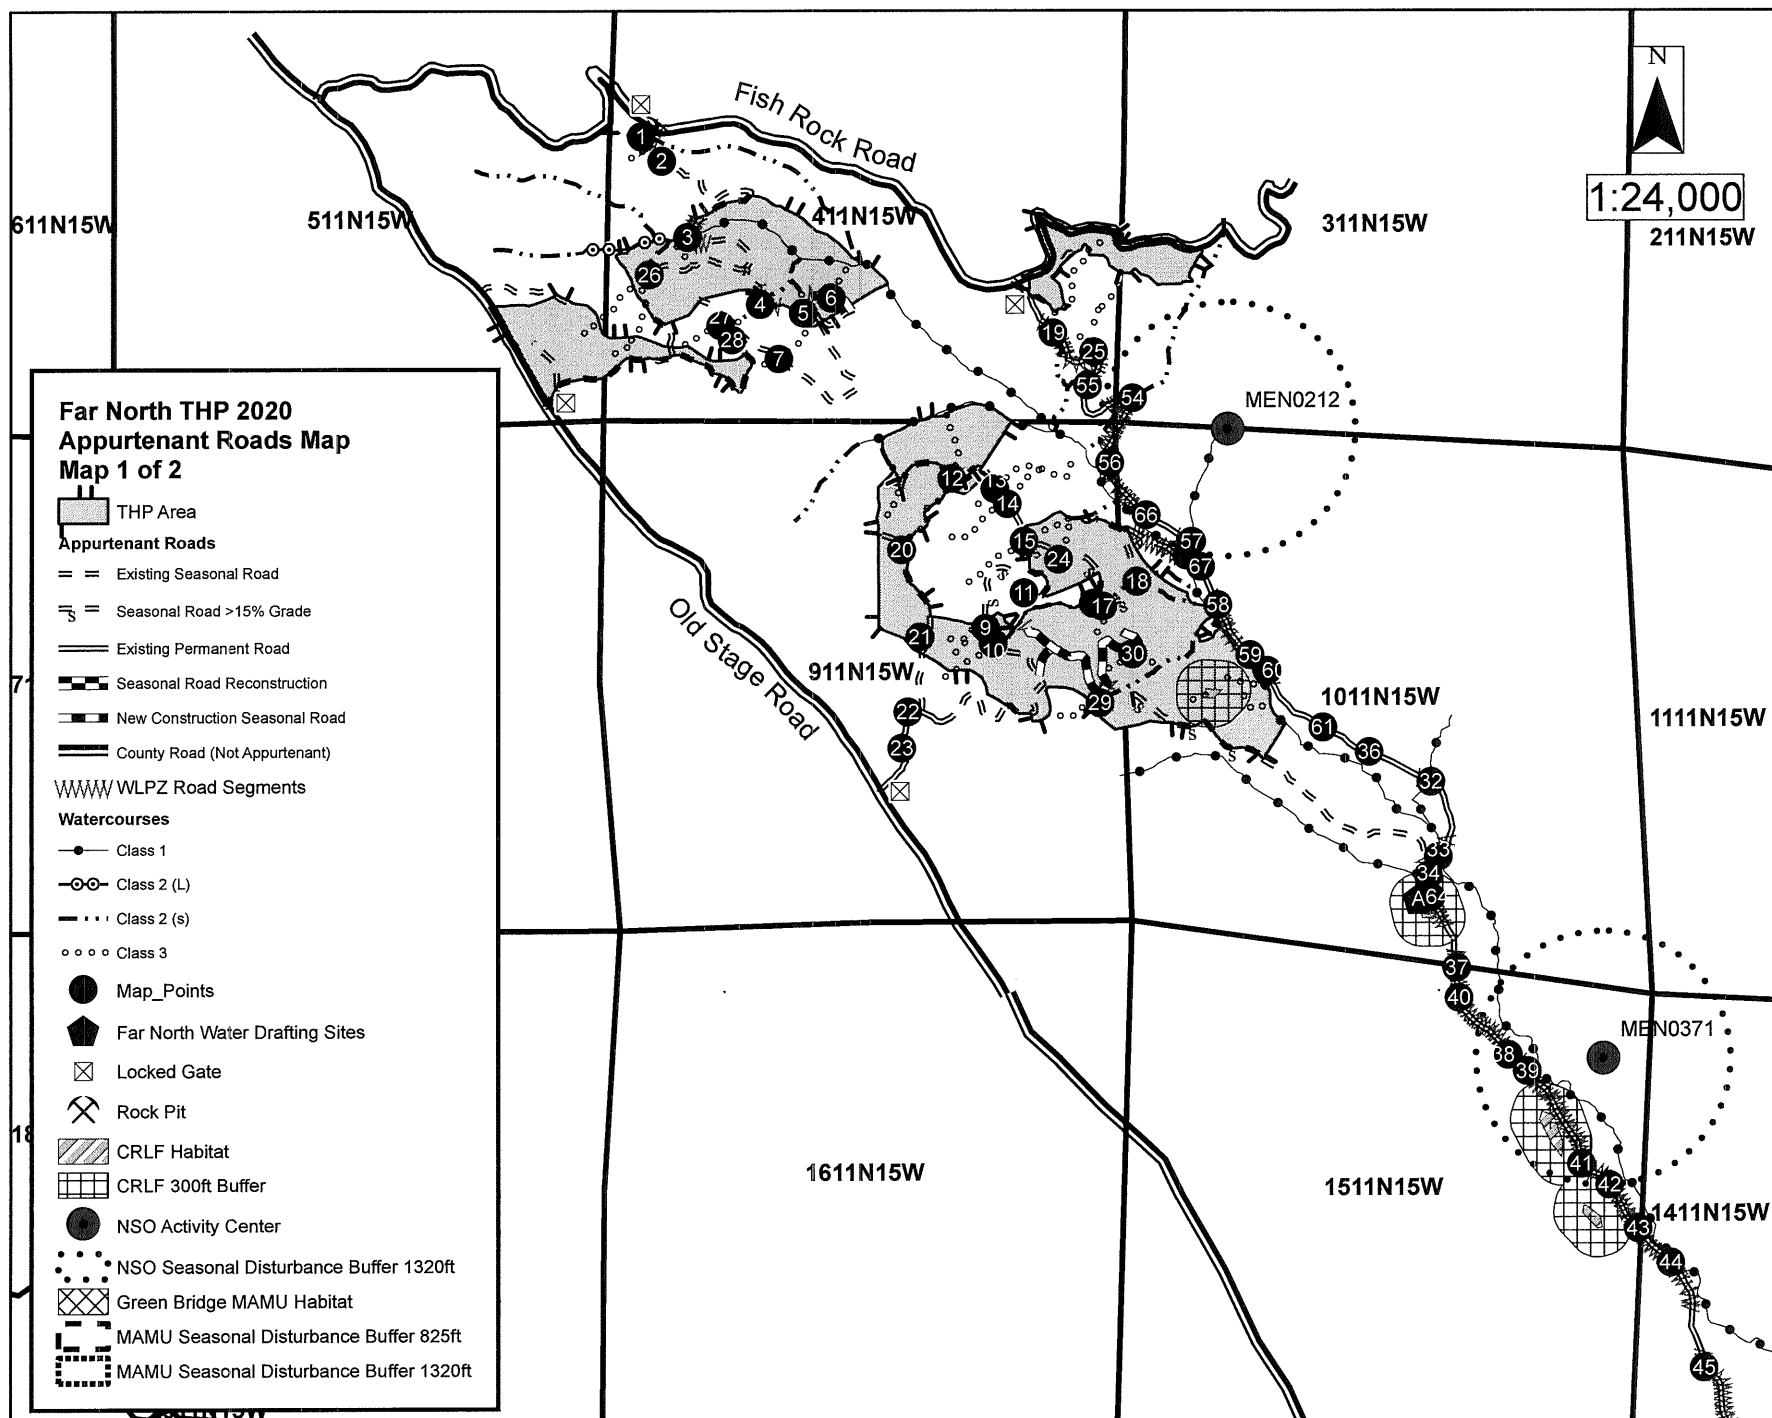 N
1:24,000
Fish Rock Road
Old Stage Road
611N15W
511N15W
411N15W
311N15W
211N15W
911N15W
1011N15W
1111N15W
1611N15W
1511N15W
1411N15W
MEN0212
MEN0371
1
2
3
26
4
5
6
27
28
7
19
25
55
54
56
12
13
14
66
15
57
20
24
67
18
11
17
58
9
21
10
59
30
60
29
22
61
23
36
32
33
34
A64
37
40
38
39
41
42
43
44
45
S
S
S
S
S
71
18
Far North THP 2020
Appurtenant Roads Map
Map 1 of 2
THP Area
Appurtenant Roads
Existing Seasonal Road
S
Seasonal Road >15% Grade
Existing Permanent Road
Seasonal Road Reconstruction
New Construction Seasonal Road
County Road (Not Appurtenant)
WLPZ Road Segments
Watercourses
Class 1
Class 2 (L)
Class 2 (s)
Class 3
Map_Points
Far North Water Drafting Sites
Locked Gate
Rock Pit
CRLF Habitat
CRLF 300ft Buffer
NSO Activity Center
NSO Seasonal Disturbance Buffer 1320ft
Green Bridge MAMU Habitat
MAMU Seasonal Disturbance Buffer 825ft
MAMU Seasonal Disturbance Buffer 1320ft